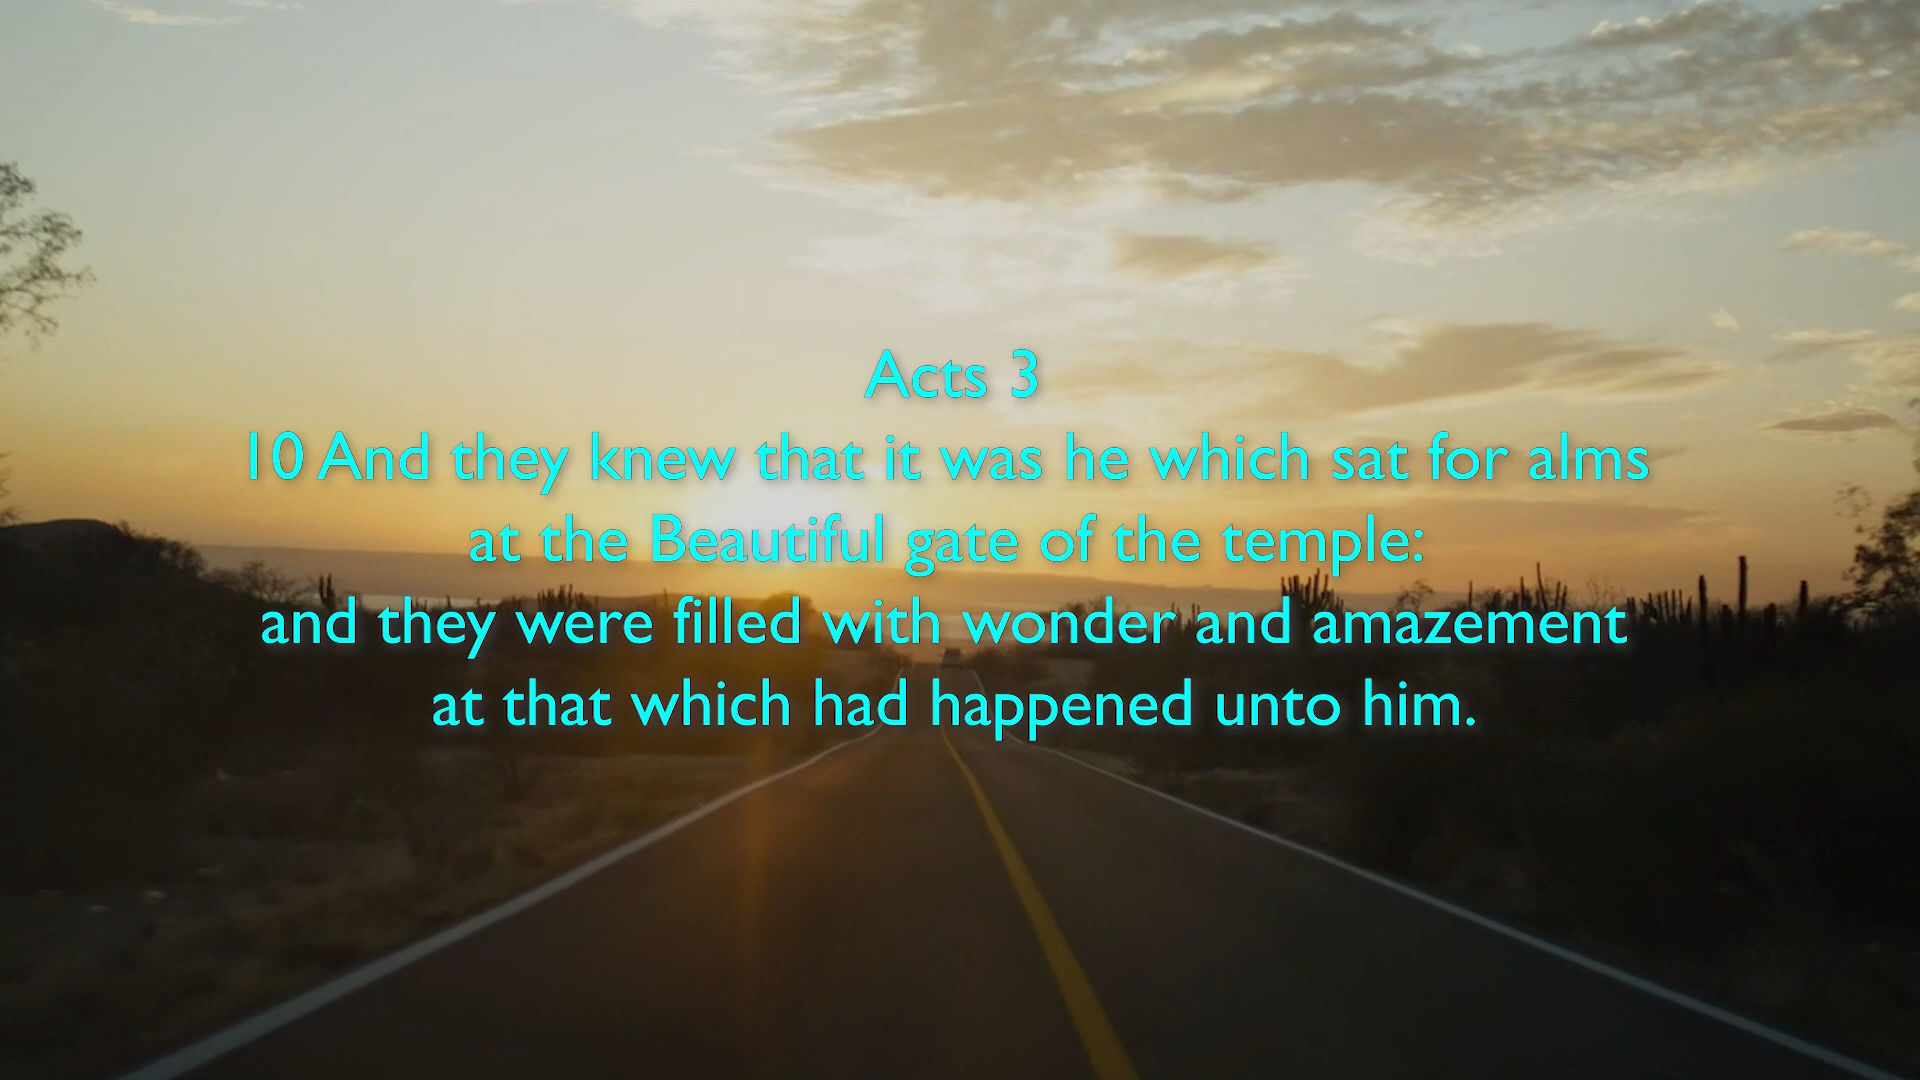 Acts 3
10 And they knew that it was he which sat for alms
at the Beautiful gate of the temple:
and they were filled with wonder and amazement
at that which had happened unto him.